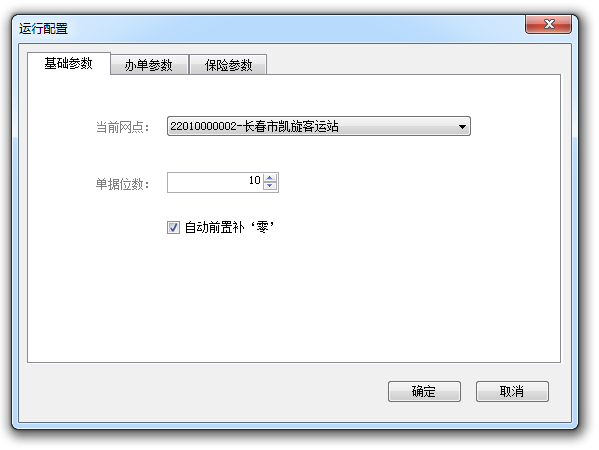 运行配置
基础参数 办单参数 保险参数
当前网点： 22010000002-长春市凯旋客运站
单据位数： 10
自动前置补‘零’
确定 取消